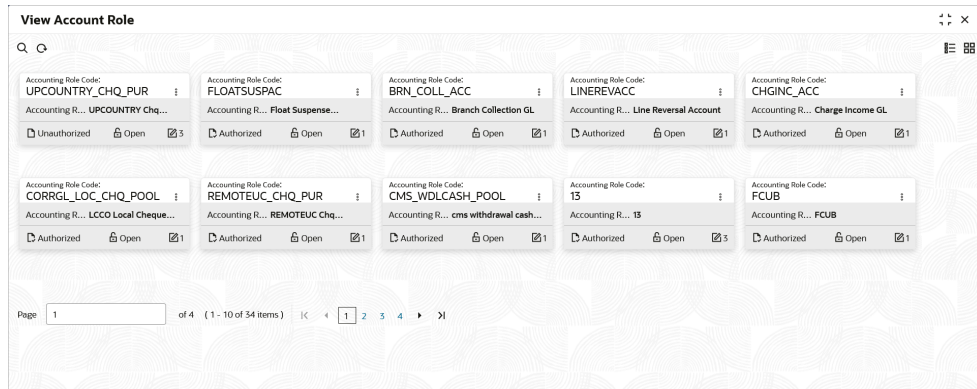 View Account Role
Accounting Role Code:
UPCOUNTRY_CHQ_PUR
Accounting R... UPCOUNTRY Chq...
Unauthorized Open 3
Accounting Role Code:
FLOATSUSPAC
Accounting R... Float Suspense...
Authorized Open 1
Accounting Role Code:
BRN_COLL_ACC
Accounting R... Branch Collection GL
Authorized Open 1
Accounting Role Code:
LINEREVACC
Accounting R... Line Reversal Account
Authorized Open 1
Accounting Role Code:
CHGINC_ACC
Accounting R... Charge Income GL
Authorized Open 1
Accounting Role Code:
CORRGL_LOC_CHQ_POOL
Accounting R... LCCO Local Cheque...
Authorized Open 1
Accounting Role Code:
REMOTEUC_CHQ_PUR
Accounting R... REMOTEUC Chq...
Authorized Open 1
Accounting Role Code:
CMS_WDLCASH_POOL
Accounting R... cms withdrawal cash...
Authorized Open 1
Accounting Role Code:
13
Accounting R... 13
Authorized Open 3
Accounting Role Code:
FCUB
Accounting R... FCUB
Authorized Open 1
Page 1 of 4 ( 1 - 10 of 34 items ) 1 2 3 4